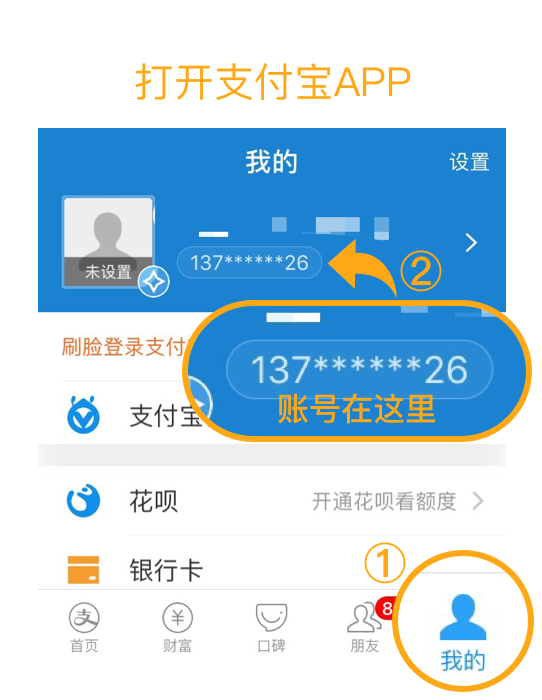 打开支付宝APP
我的
设置
137******26
②
未设置
137******26
账号在这里
刷脸登录支付
支付宝
花呗
开通花呗看额度
银行卡
①
8
首页
财富
口碑
朋友
我的